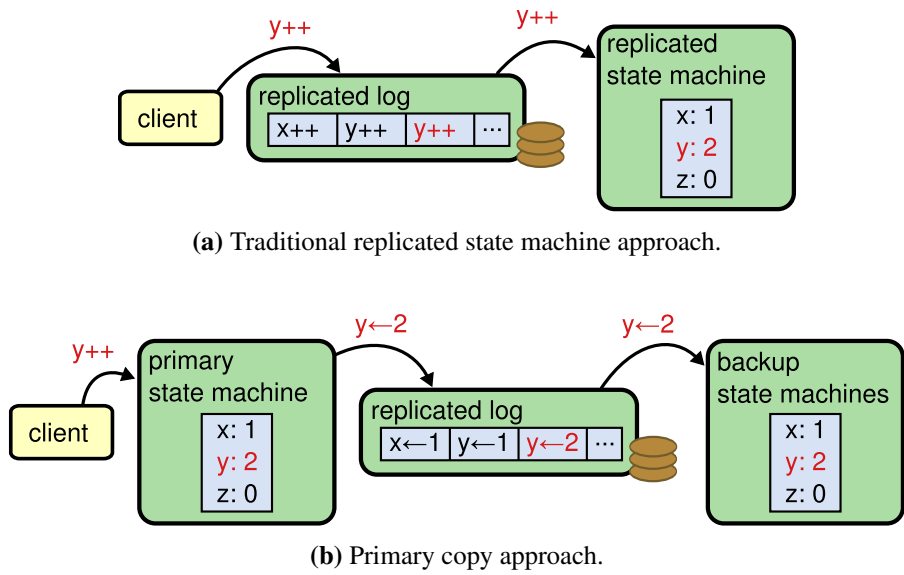 y++
y++
client
replicated log
x++ y++ y++ ...
replicated
state machine
x: 1
y: 2
z: 0
(a) Traditional replicated state machine approach.
y++
client
primary
state machine
x: 1
y: 2
z: 0
y←2
replicated log
x←1 y←1 y←2 ...
y←2
backup
state machines
x: 1
y: 2
z: 0
(b) Primary copy approach.